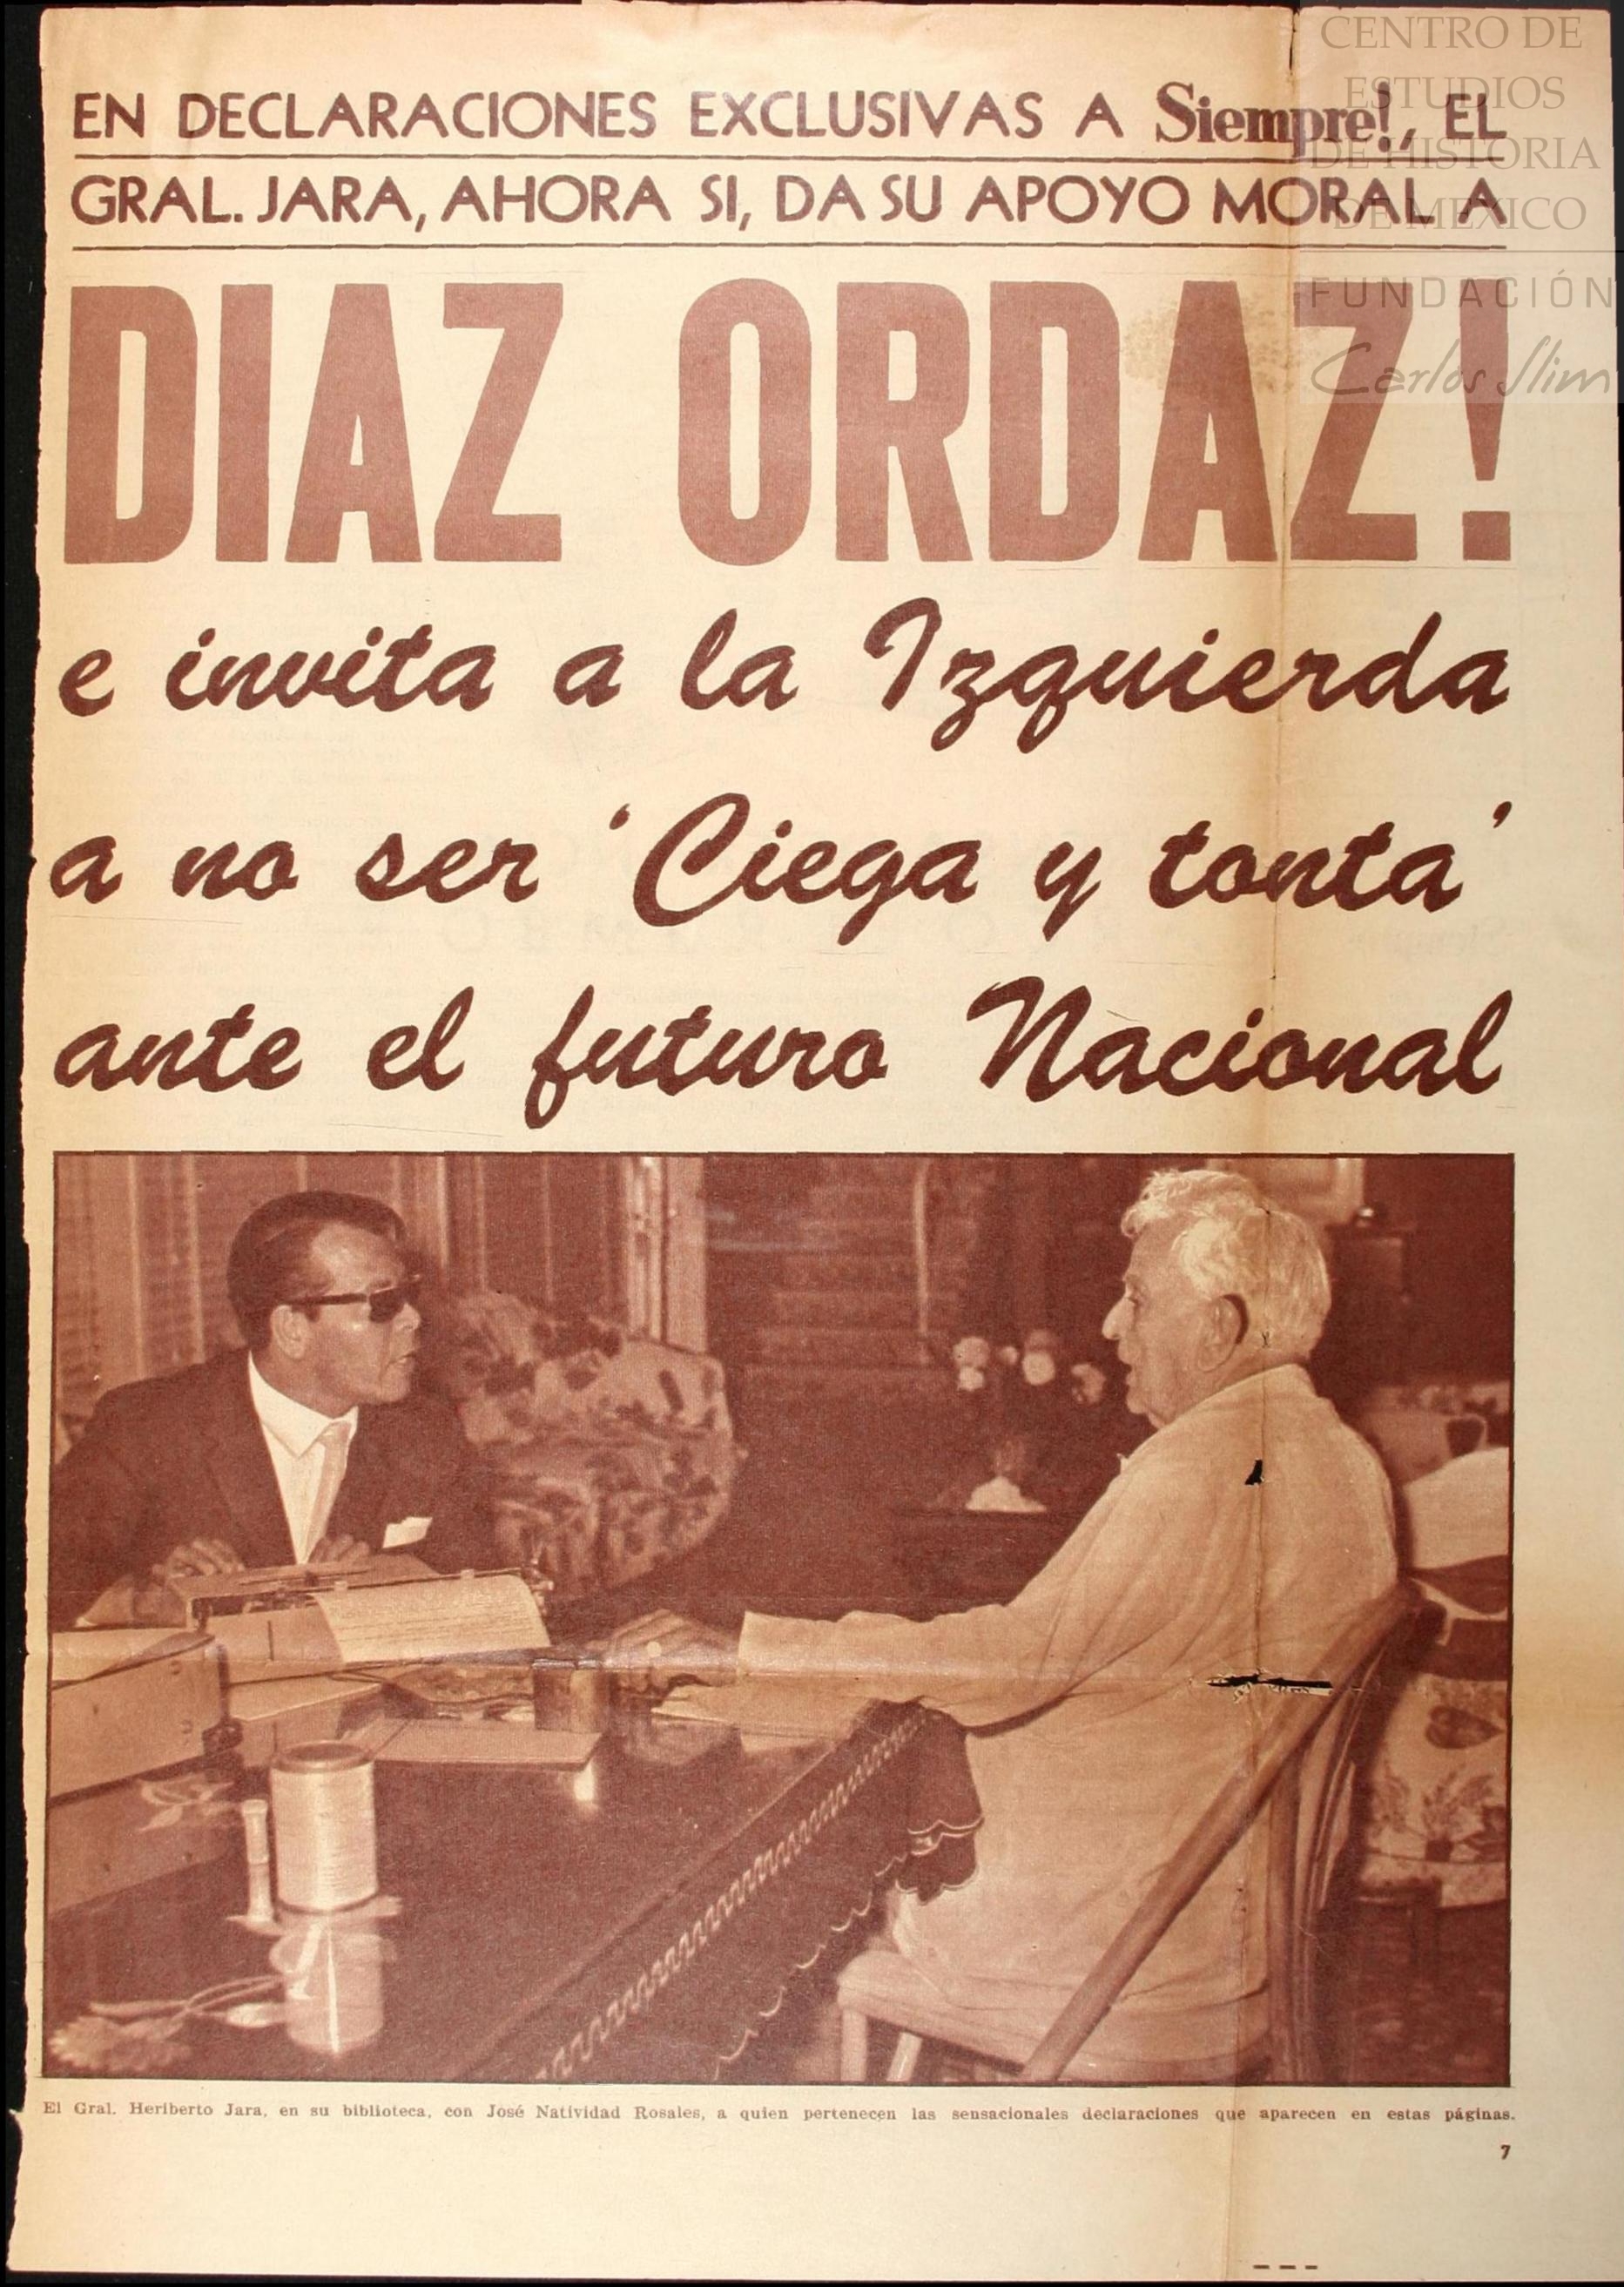 CENTRO DE
ESTUDIOS
DE HISTORIA
DE MEXICO
FUNDACIÓN
Carlos Slim
EN DECLARACIONES EXCLUSIVAS A Siempre!, EL
GRAL. JARA, AHORA SI, DA SU APOYO MORAL A
DIAZ ORDAZ!
e invita a la Izquierda
a no ser 'Ciega y tonta'
ante el futuro Nacional
El Gral. Heriberto Jara, en su biblioteca, con José Natividad Rosales, a quien pertenecen las sensacionales declaraciones que aparecen en estas páginas.
7